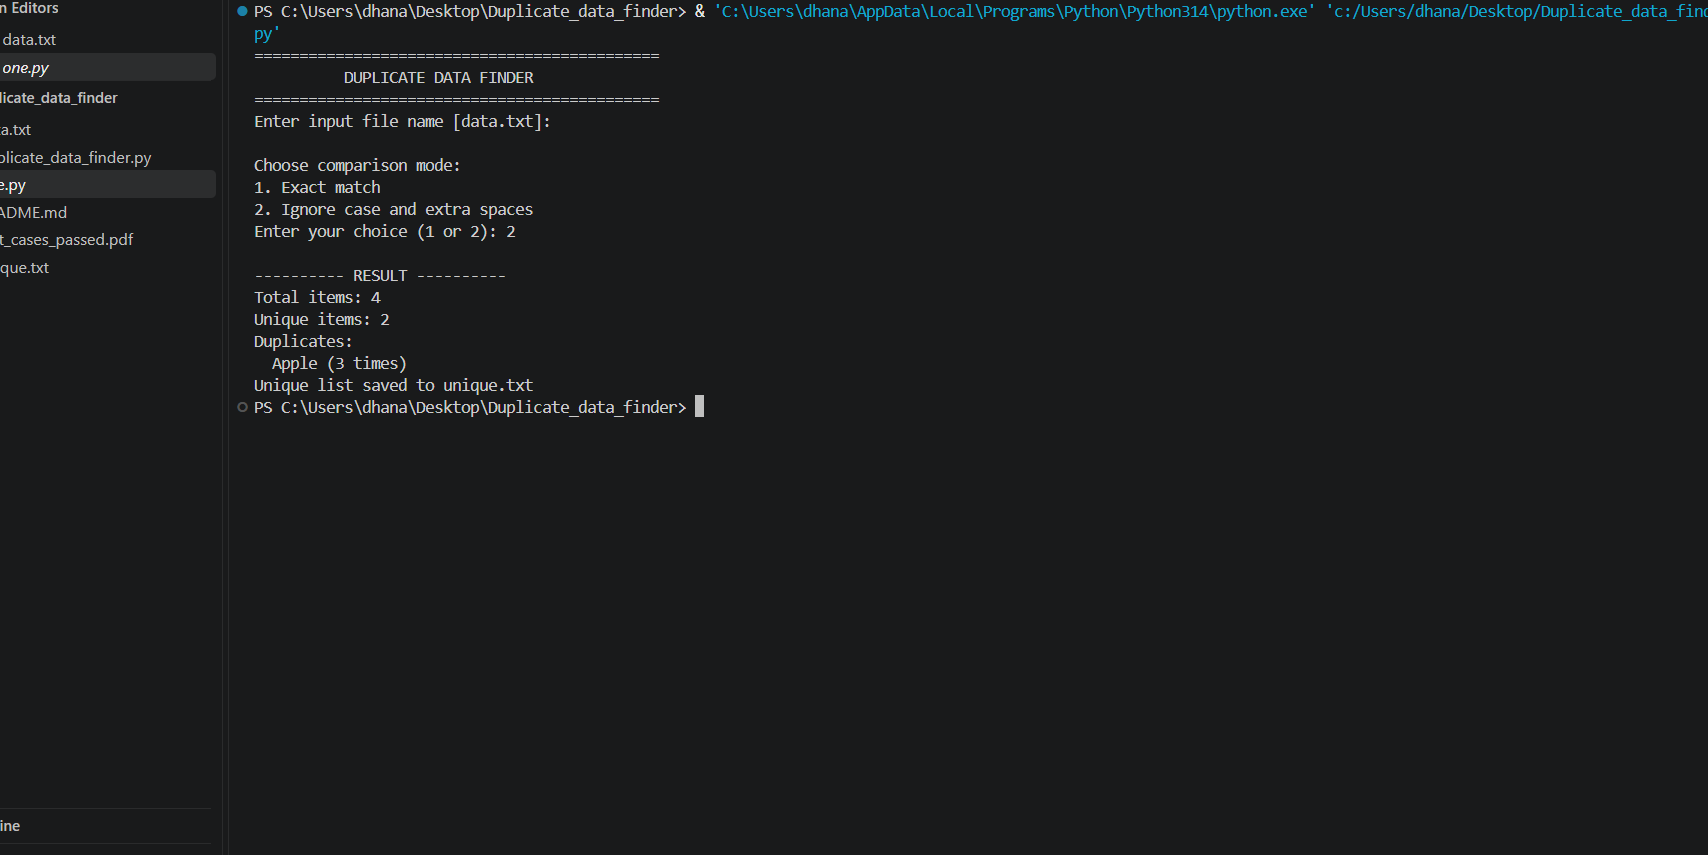 n Editors
data.txt
one.py
licate_data_finder
a.txt
plicate_data_finder.py
e.py
ADME.md
t_cases_passed.pdf
que.txt
ine
PS C:\Users\dhana\Desktop\Duplicate_data_finder> & 'C:\Users\dhana\AppData\Local\Programs\Python\Python314\python.exe' 'c:/Users/dhana/Desktop/Duplicate_data_find
py'
=============================================
DUPLICATE DATA FINDER
=============================================
Enter input file name [data.txt]:
Choose comparison mode:
1. Exact match
2. Ignore case and extra spaces
Enter your choice (1 or 2): 2
---------- RESULT ----------
Total items: 4
Unique items: 2
Duplicates:
Apple (3 times)
Unique list saved to unique.txt
PS C:\Users\dhana\Desktop\Duplicate_data_finder>